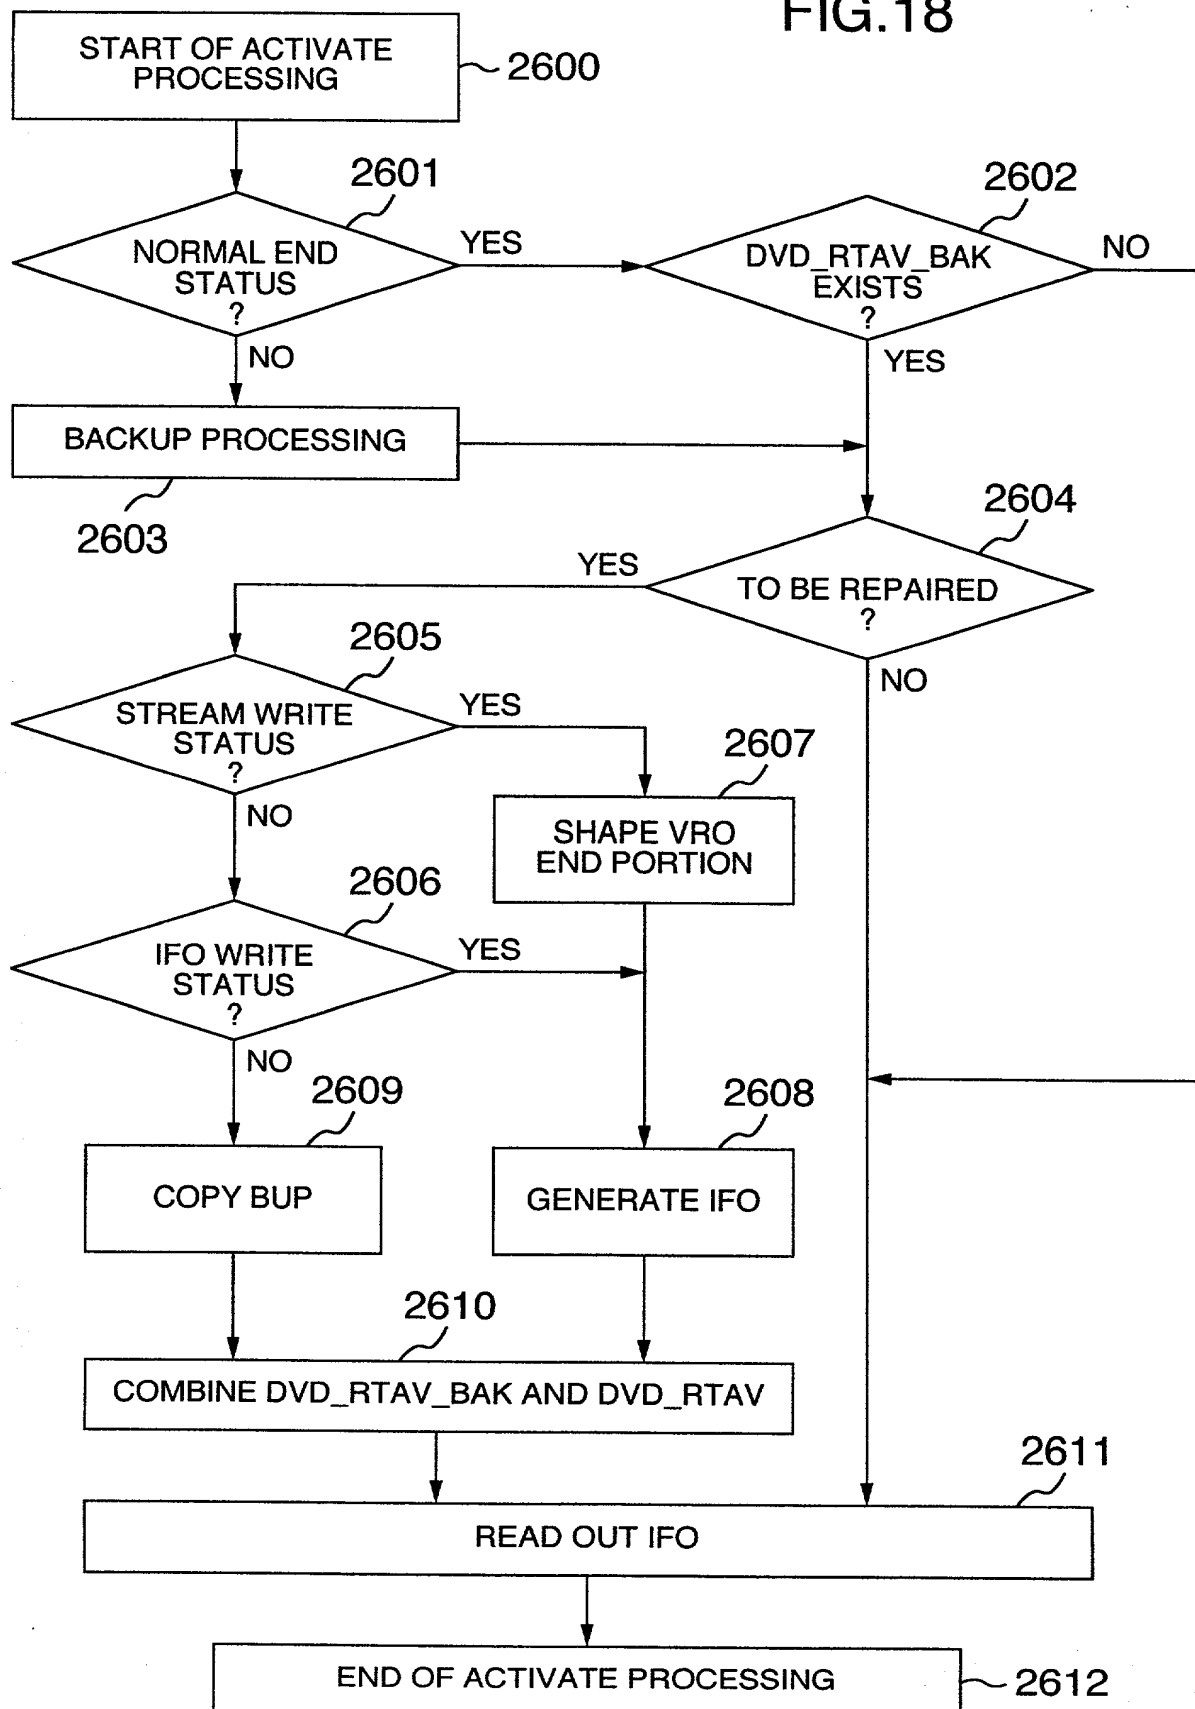 FIG.18
START OF ACTIVATE
PROCESSING
2600
2601
NORMAL END
STATUS
?
YES
NO
2602
DVD_RTAV_BAK
EXISTS
?
NO
YES
BACKUP PROCESSING
2603
2604
TO BE REPAIRED
?
YES
NO
2605
STREAM WRITE
STATUS
?
YES
NO
2607
SHAPE VRO
END PORTION
2606
IFO WRITE
STATUS
?
YES
NO
2609
COPY BUP
2608
GENERATE IFO
2610
COMBINE DVD_RTAV_BAK AND DVD_RTAV
2611
READ OUT IFO
END OF ACTIVATE PROCESSING
2612